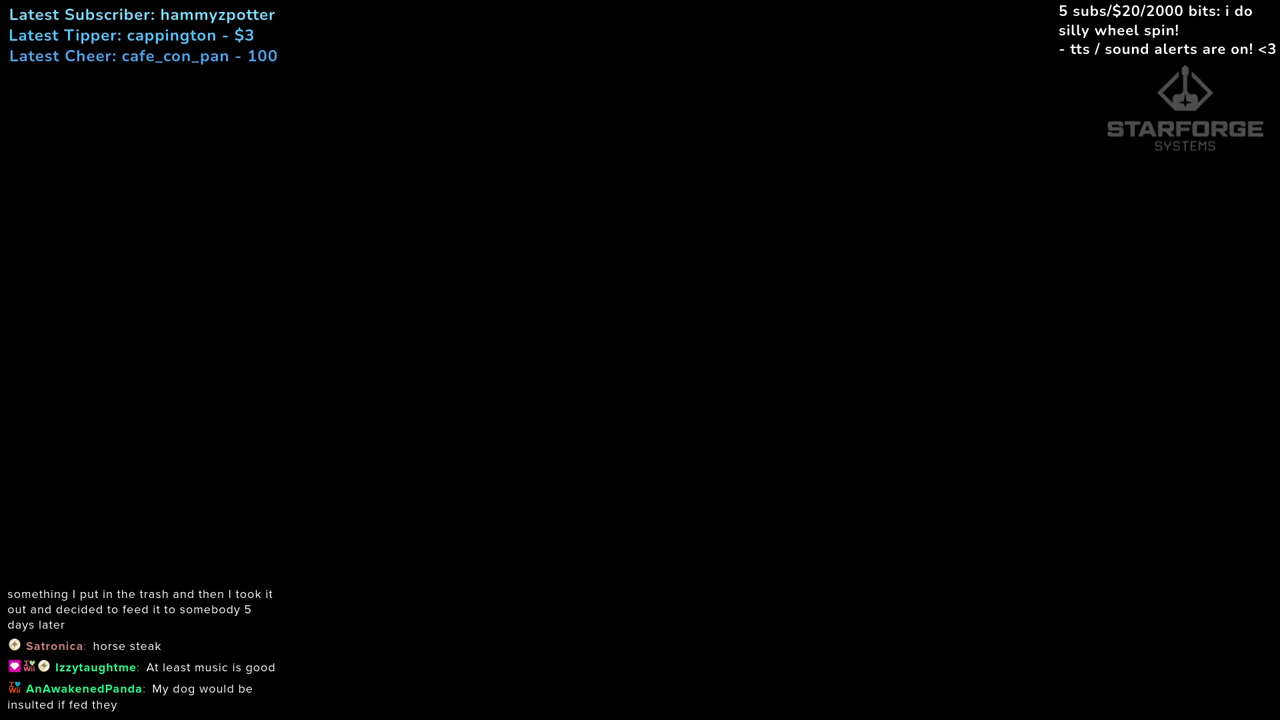 Latest Subscriber: hammyzpotter
Latest Tipper: cappington - $3
Latest Cheer: cafe_con_pan - 100
5 subs/$20/2000 bits: i do
silly wheel spin!
- tts / sound alerts are on! <3
STARFORGE
SYSTEMS
something I put in the trash and then I took it
out and decided to feed it to somebody 5
days later
Satronica: horse steak
Izzytaughtme: At least music is good
AnAwakenedPanda: My dog would be
insulted if fed they